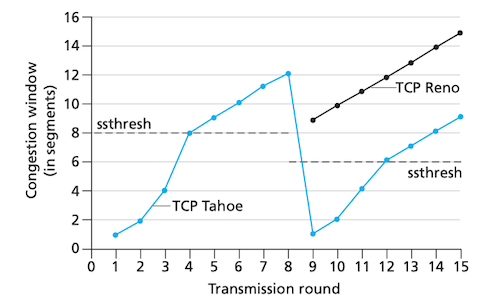 Congestion window
(in segments)
16
14
12
10
8
6
4
2
0
ssthresh
TCP Reno
ssthresh
TCP Tahoe
0 1 2 3 4 5 6 7 8 9 10 11 12 13 14 15
Transmission round